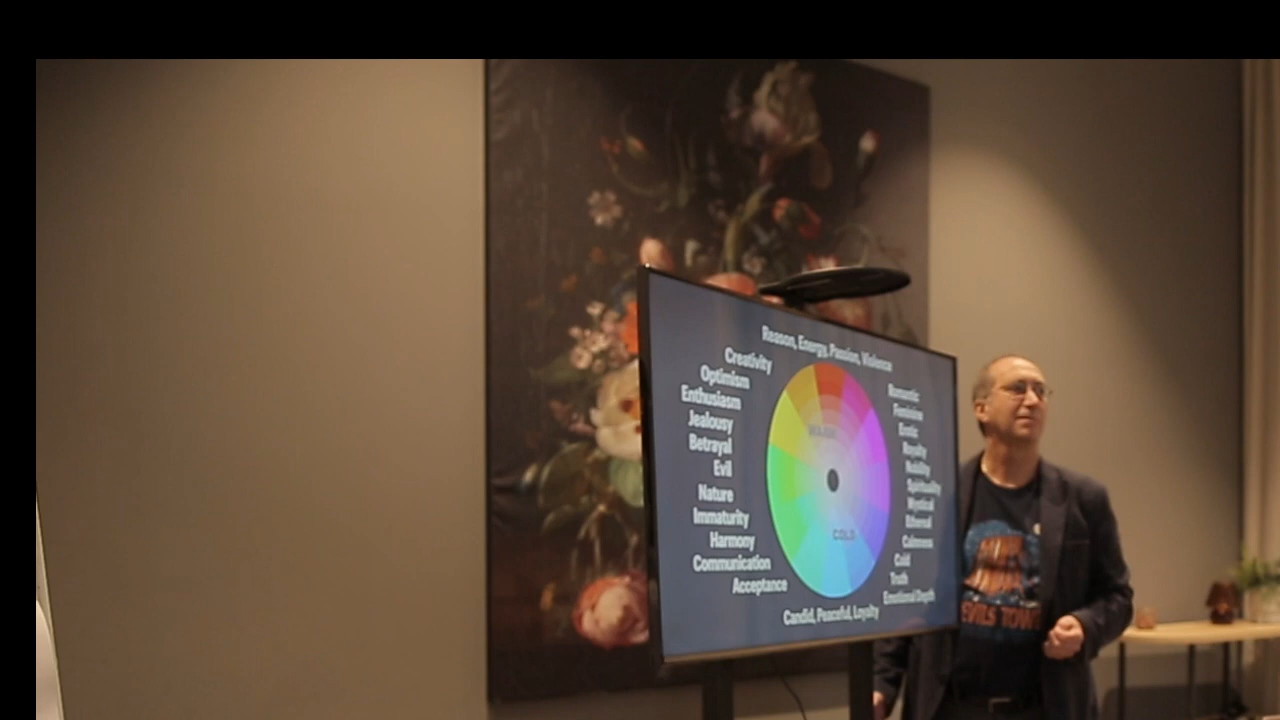 Reason, Energy, Passion, Violence
Creativity
Optimism
Enthusiasm
Jealousy
Betrayal
Evil
Nature
Immaturity
Harmony
Communication
Acceptance
Romantic
Feminine
Erotic
Royalty
Nobility
Spirituality
Mystical
Ethereal
Calmness
Cold
Truth
Emotional Depth
Candid, Peaceful, Loyalty
WARM
COLD